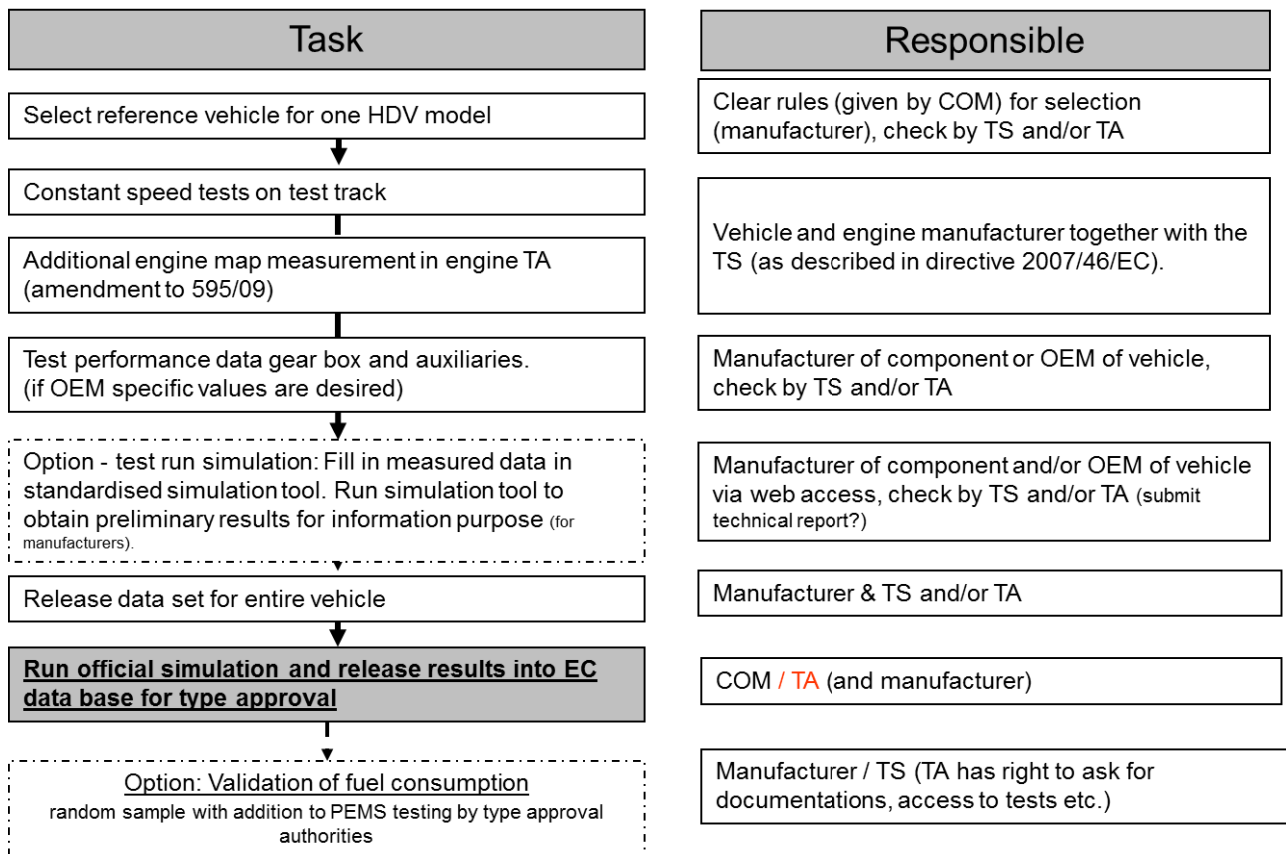 Task
Responsible
Select reference vehicle for one HDV model
Clear rules (given by COM) for selection
(manufacturer), check by TS and/or TA
Constant speed tests on test track
Additional engine map measurement in engine TA
(amendment to 595/09)
Vehicle and engine manufacturer together with the
TS (as described in directive 2007/46/EC).
Test performance data gear box and auxiliaries.
(if OEM specific values are desired)
Manufacturer of component or OEM of vehicle,
check by TS and/or TA
Option - test run simulation: Fill in measured data in
standardised simulation tool. Run simulation tool to
obtain preliminary results for information purpose (for
manufacturers).
Manufacturer of component and/or OEM of vehicle
via web access, check by TS and/or TA (submit
technical report?)
Release data set for entire vehicle
Manufacturer & TS and/or TA
Run official simulation and release results into EC
data base for type approval
COM / TA (and manufacturer)
Option: Validation of fuel consumption
random sample with addition to PEMS testing by type approval
authorities
Manufacturer / TS (TA has right to ask for
documentations, access to tests etc.)